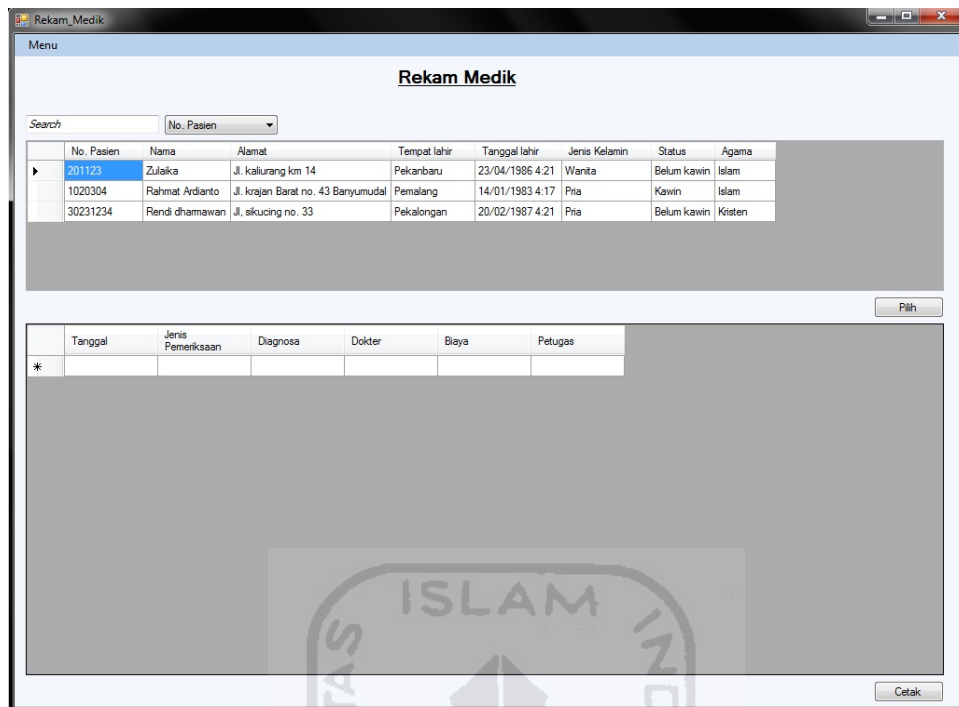 Rekam_Medik
Menu
Rekam Medik
Search No. Pasien
No. Pasien Nama Alamat Tempat lahir Tanggal lahir Jenis Kelamin Status Agama
201123 Zulaika Jl. kaliurang km 14 Pekanbaru 23/04/1986 4:21 Wanita Belum kawin Islam
1020304 Rahmat Ardianto Jl. krajan Barat no. 43 Banyumudal Pemalang 14/01/1983 4:17 Pria Kawin Islam
30231234 Rendi dharmawan Jl, sikucing no. 33 Pekalongan 20/02/1987 4:21 Pria Belum kawin Kristen
Pilih
Tanggal Jenis Pemeriksaan Diagnosa Dokter Biaya Petugas
ISLAM
Cetak